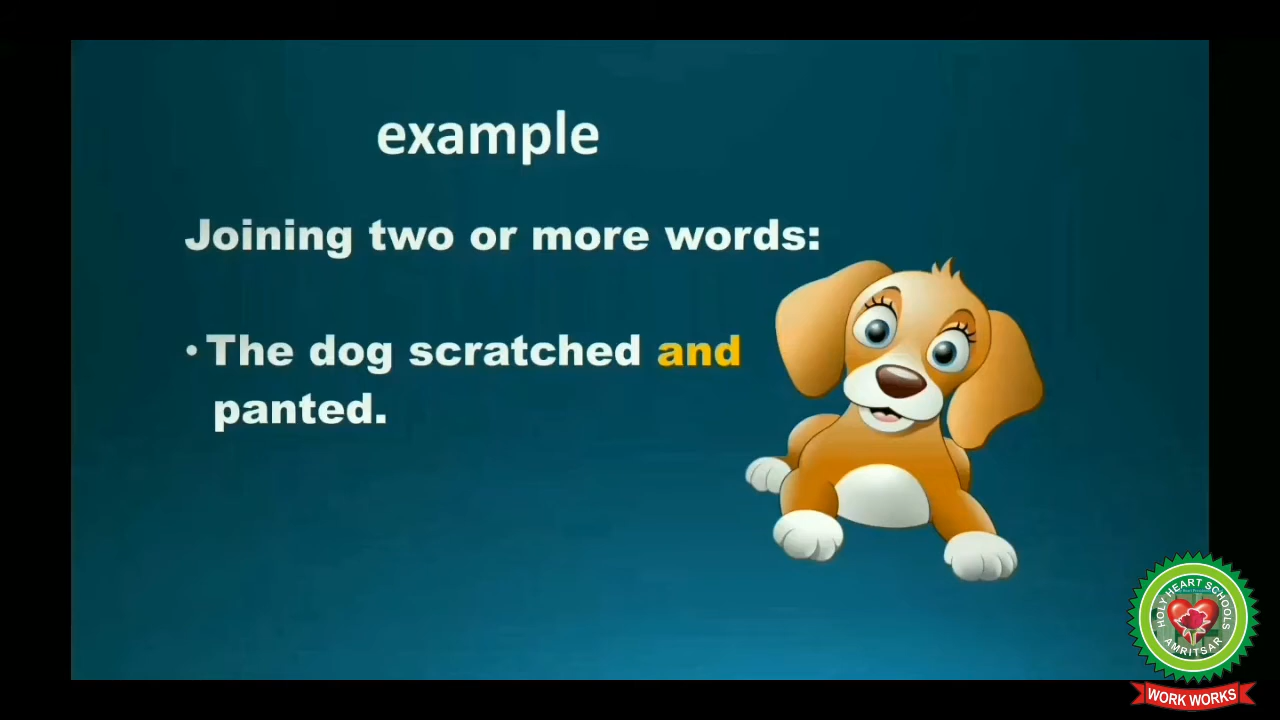 example
Joining two or more words:
• The dog scratched and
panted.
HOLY HEART SCHOOLS
AMRITSAR
WORK WORKS